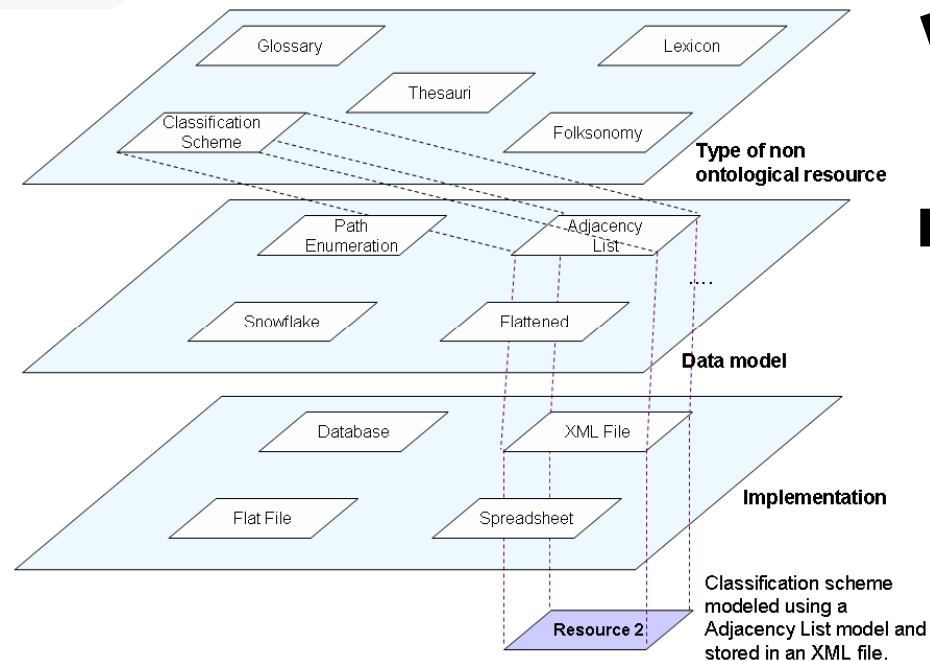 Glossary
Lexicon
Thesauri
Classification
Scheme
Folksonomy
Type of non
ontological resource
Path
Enumeration
Adjacency
List
....
Snowflake
Flattened
Data model
Database
XML File
Implementation
Flat File
Spreadsheet
Resource 2
Classification scheme
modeled using a
Adjacency List model and
stored in an XML file.